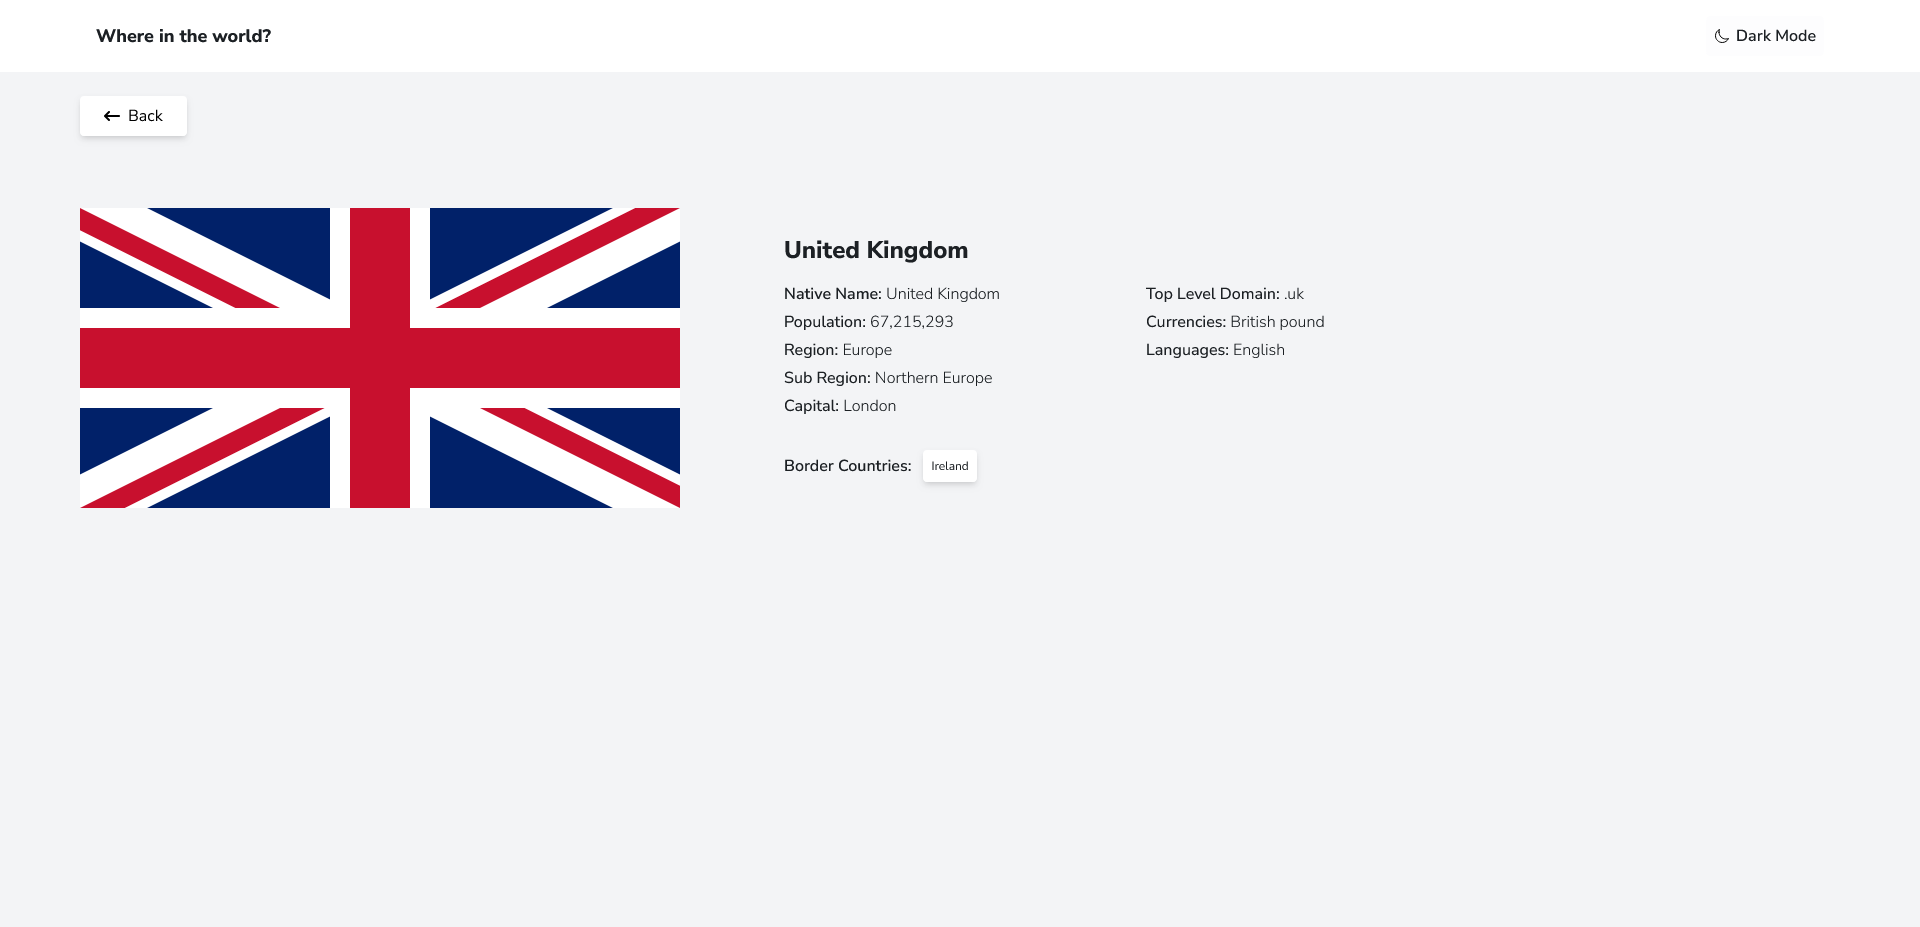 Where in the world?
Dark Mode
Back
United Kingdom
Native Name: United Kingdom
Population: 67,215,293
Region: Europe
Sub Region: Northern Europe
Capital: London
Top Level Domain: .uk
Currencies: British pound
Languages: English
Border Countries: Ireland